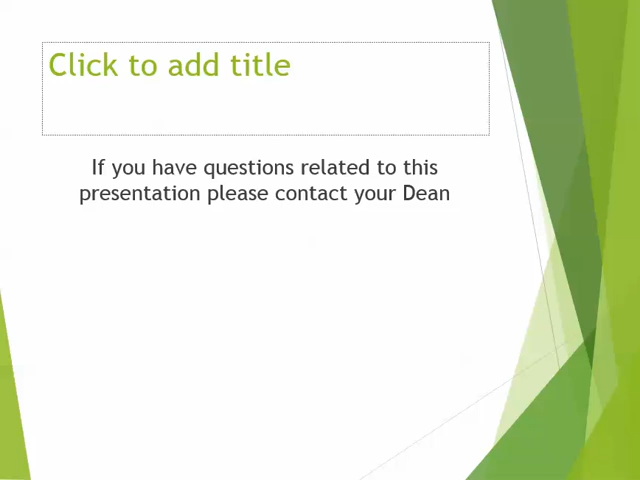 Click to add title
If you have questions related to this
presentation please contact your Dean